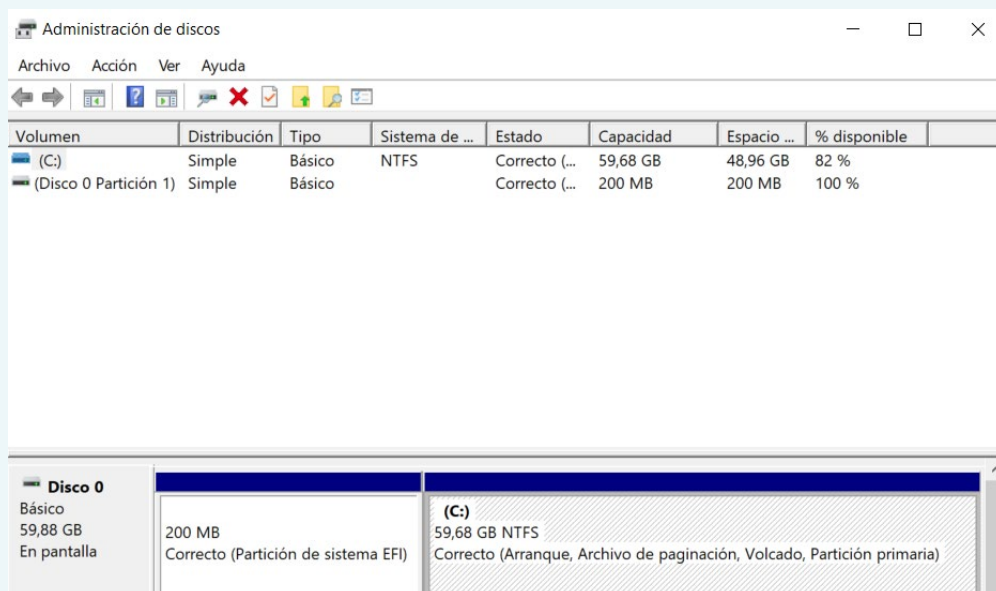 Administración de discos
Archivo Acción Ver Ayuda
Volumen Distribución Tipo Sistema de ... Estado Capacidad Espacio ... % disponible
(C:) Simple Básico NTFS Correcto (... 59,68 GB 48,96 GB 82 %
(Disco 0 Partición 1) Simple Básico Correcto (... 200 MB 200 MB 100 %
Disco 0
Básico
59,88 GB
En pantalla
200 MB
Correcto (Partición de sistema EFI)
(C:)
59,68 GB NTFS
Correcto (Arranque, Archivo de paginación, Volcado, Partición primaria)